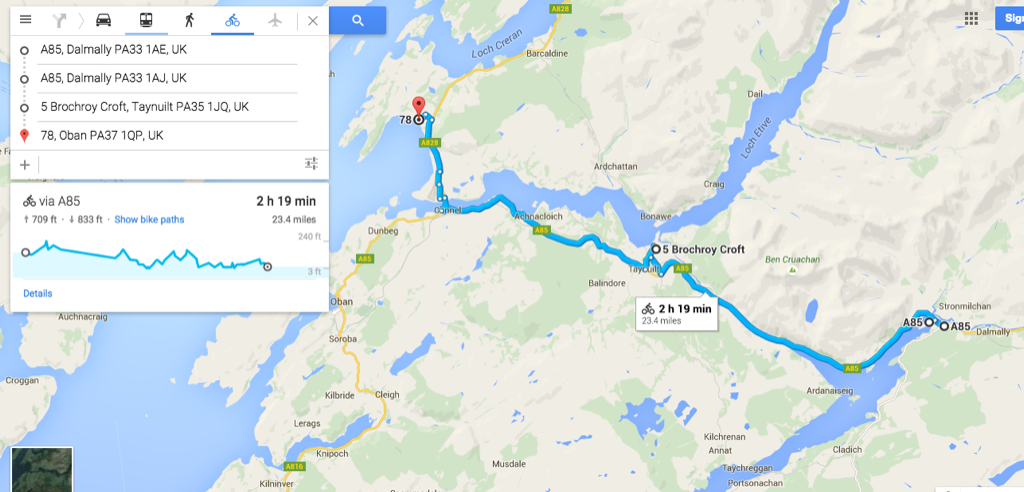 A85, Dalmally PA33 1AE, UK
A85, Dalmally PA33 1AJ, UK
5 Brochroy Croft, Taynuilt PA35 1JQ, UK
78, Oban PA37 1QP, UK
via A85
2 h 19 min
↑ 709 ft · ↓ 833 ft · Show bike paths
23.4 miles
240 ft
3 ft
Details
Sign
A828
Loch Creran
Barcaldine
Dail
Loch Etive
78
A828
Ardchattan
Craig
Connel
Achnacloich
Bonawe
Dunbeg
A85
A85
5 Brochroy Croft
Taynuilt
A85
Ben Cruachan
Balindore
2 h 19 min
23.4 miles
Oban
Stronmilchan
A85
A85
Dalmally
Auchnacraig
Soroba
A85
Ardanaiseig
Croggan
Kilbride
Cleigh
Lerags
Kilchrenan
Annat
Knipoch
Musdale
Cladich
A816
Taychreggan
Kilninver
Portsonachan